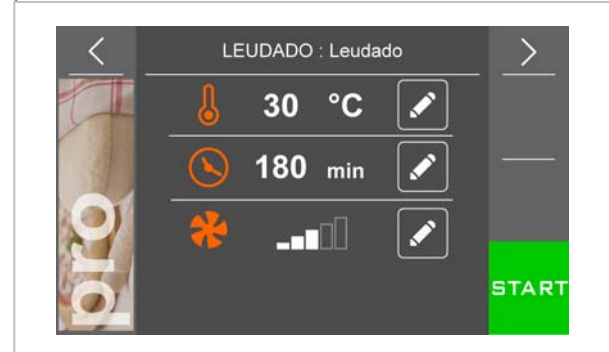 LEUDADO : Leudado
30 °C
180 min
START
pro